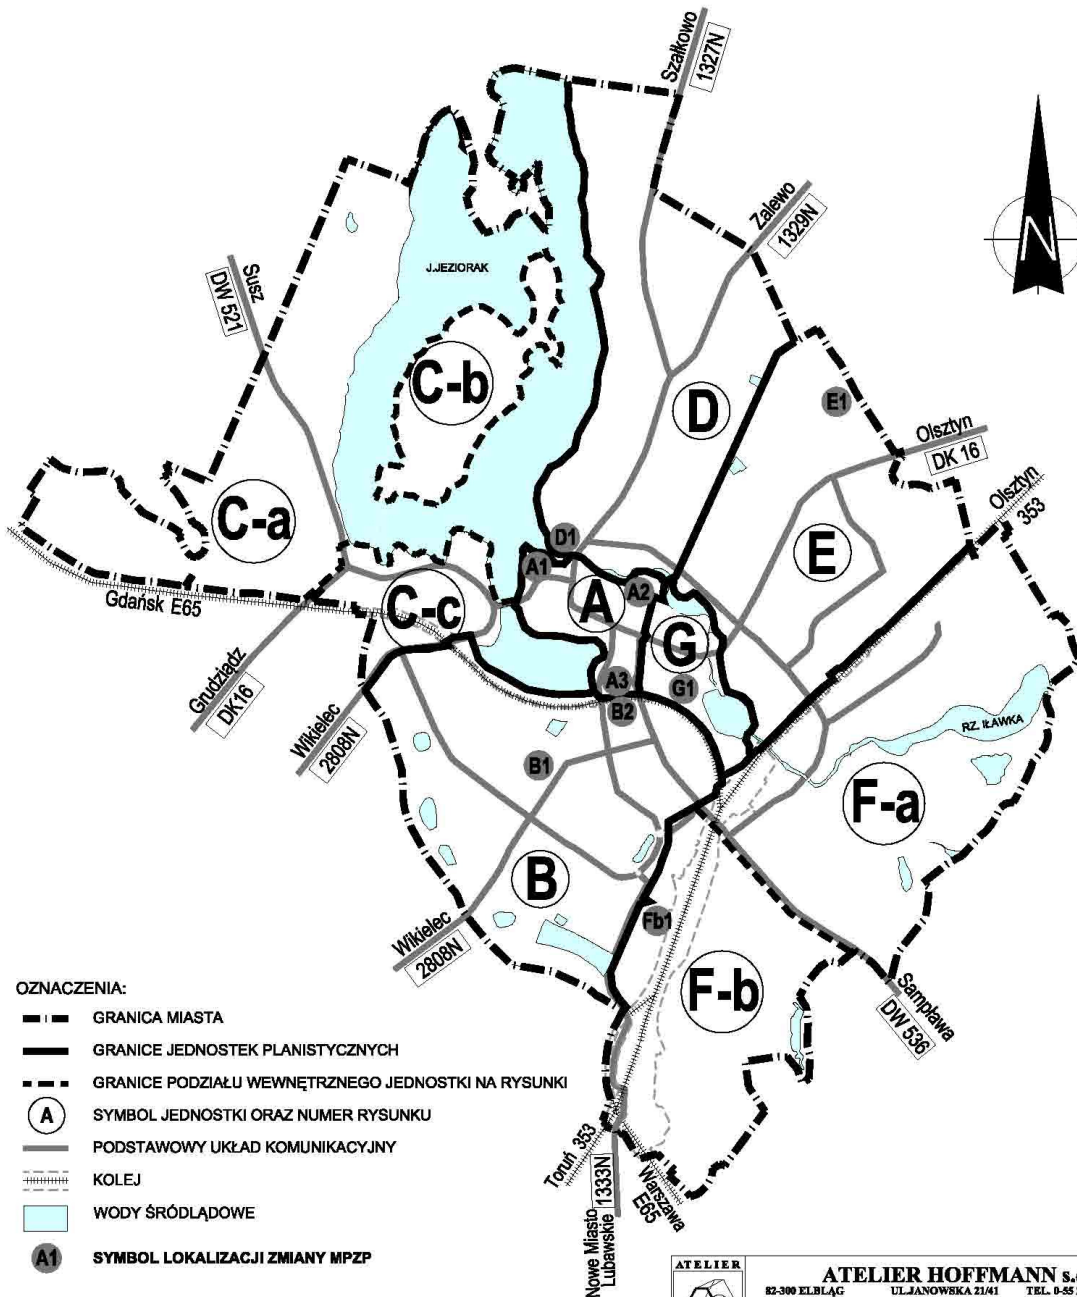 Szałkowo
1327N
Zalewo
1329N
N
J.JEZIORAK
Susz
DW 521
C-b
D
E1
Olsztyn
DK 16
Olsztyn
353
C-a
D1
A1
A2
E
A
C-c
G
Gdańsk E65
A3
G1
B2
Grudziądz
DK16
Wikielec
2808N
B1
RZ. IŁAWKA
F-a
B
Fb1
Wikielec
2808N
F-b
Sampława
DW 536
OZNACZENIA:
GRANICA MIASTA
GRANICE JEDNOSTEK PLANISTYCZNYCH
GRANICE PODZIAŁU WEWNĘTRZNEGO JEDNOSTKI NA RYSUNKI
A SYMBOL JEDNOSTKI ORAZ NUMER RYSUNKU
PODSTAWOWY UKŁAD KOMUNIKACYJNY
KOLEJ
WODY ŚRÓDLĄDOWE
A1 SYMBOL LOKALIZACJI ZMIANY MPZP
Toruń 353
1333N
Nowe Miasto
Lubawskie
Warszawa
E65
ATELIER
ATELIER HOFFMANN
82-300 ELBLĄG UL.JANOWSKA 21/41 TEL. 0-55